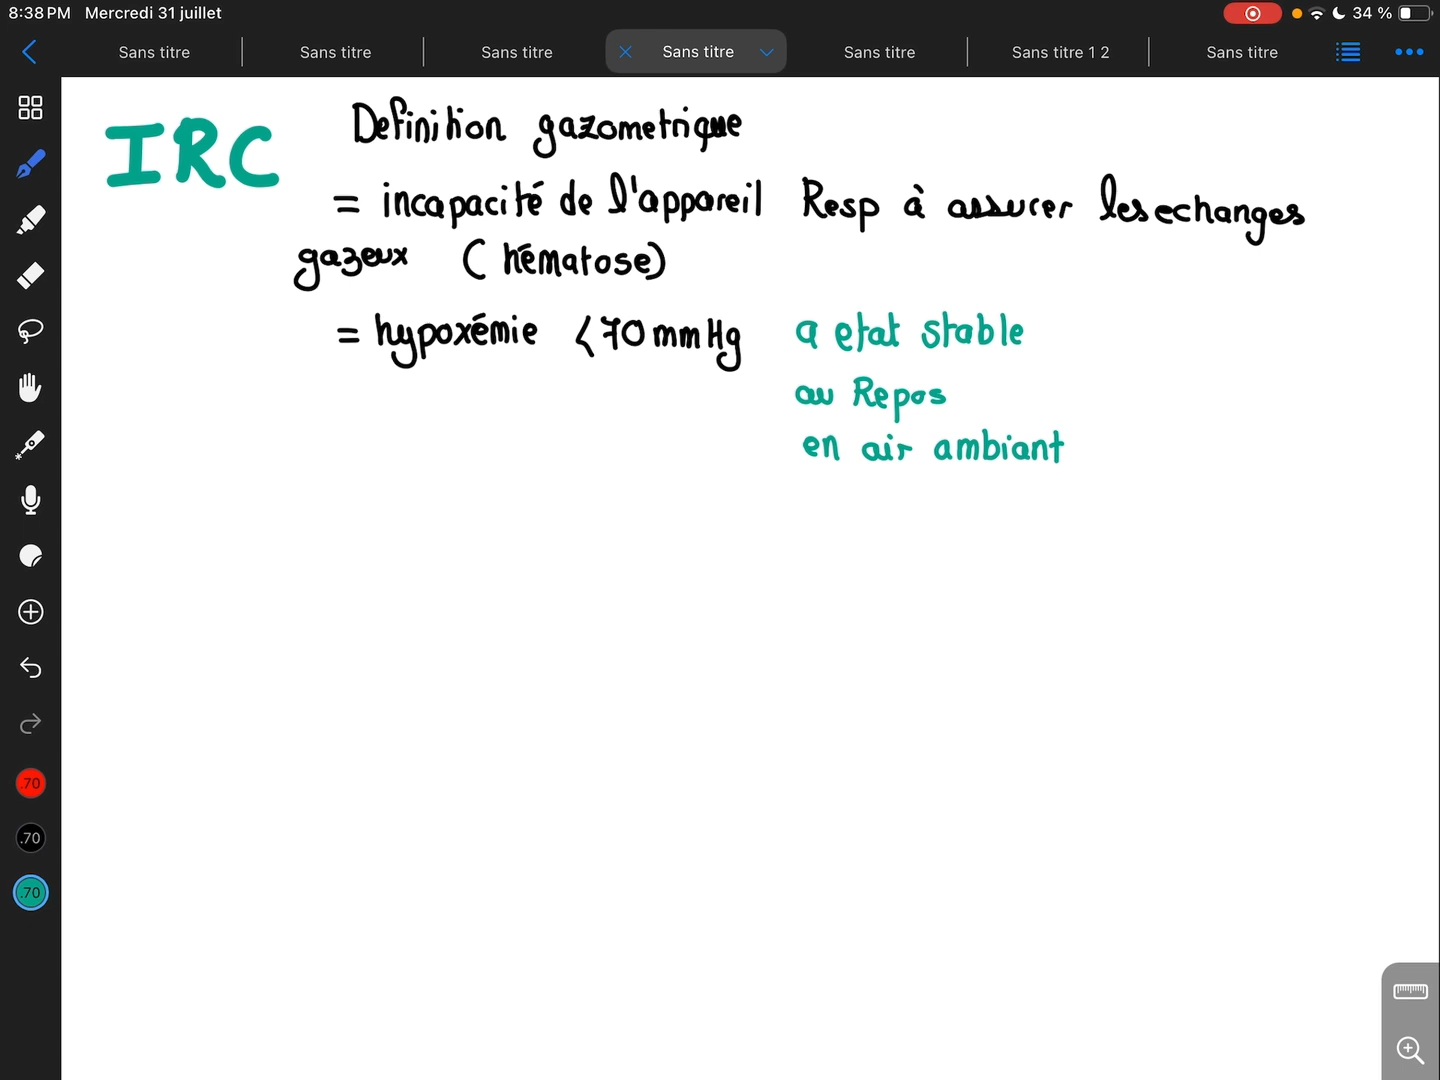 8:38 PM Mercredi 31 juillet
34 %
Sans titre
Sans titre
Sans titre
Sans titre
Sans titre
Sans titre 1 2
Sans titre
IRC
Definition gazometrique
= incapacité de l'appareil Resp à assurer les echanges
gazeux (hématose)
= hypoxémie <70 mmHg
a etat stable
au Repos
en air ambiant
.70
.70
.70